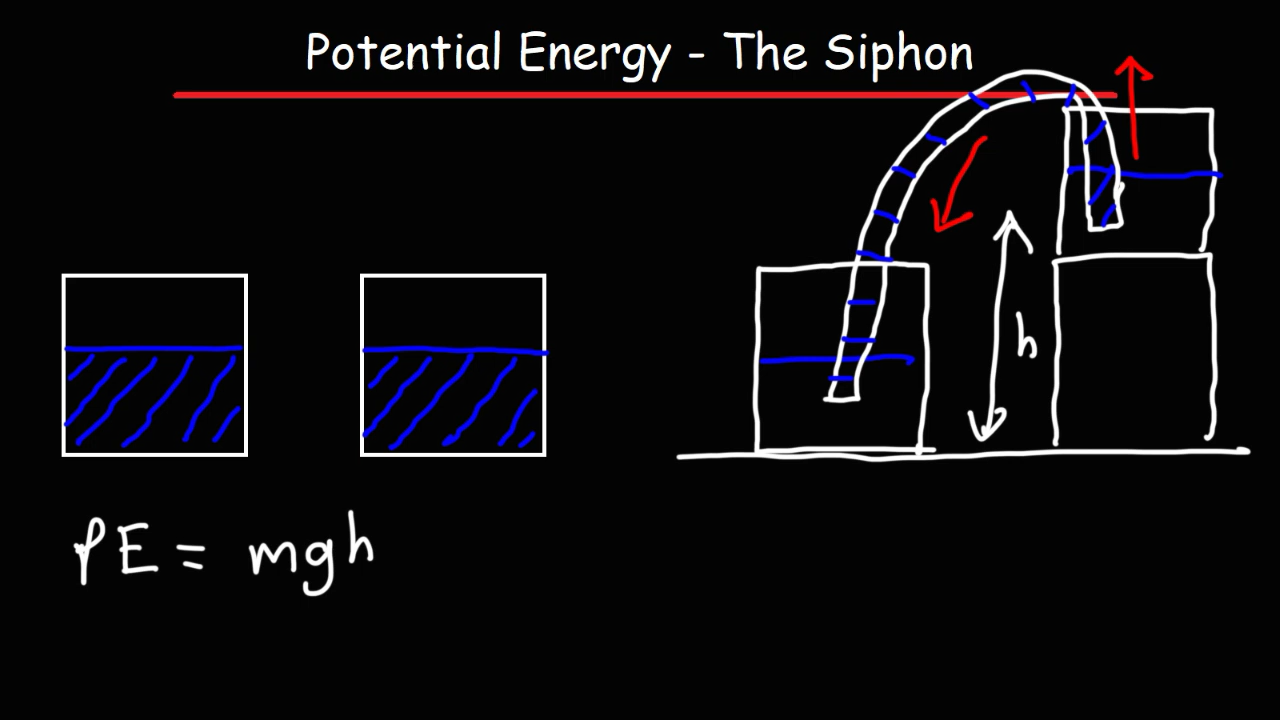 Potential Energy - The Siphon
h
PE = mgh